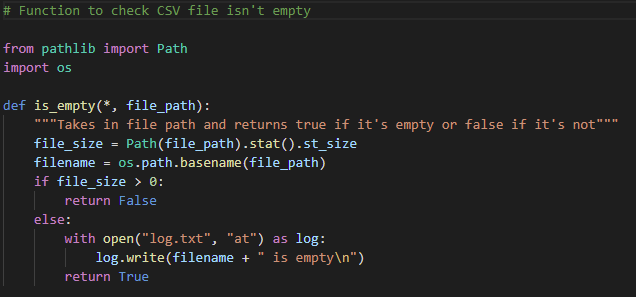 # Function to check CSV file isn't empty
from pathlib import Path
import os
def is_empty(*, file_path):
    """Takes in file path and returns true if it's empty or false if it's not"""
    file_size = Path(file_path).stat().st_size
    filename = os.path.basename(file_path)
    if file_size > 0:
        return False
    else:
        with open("log.txt", "at") as log:
            log.write(filename + " is empty\n")
        return True